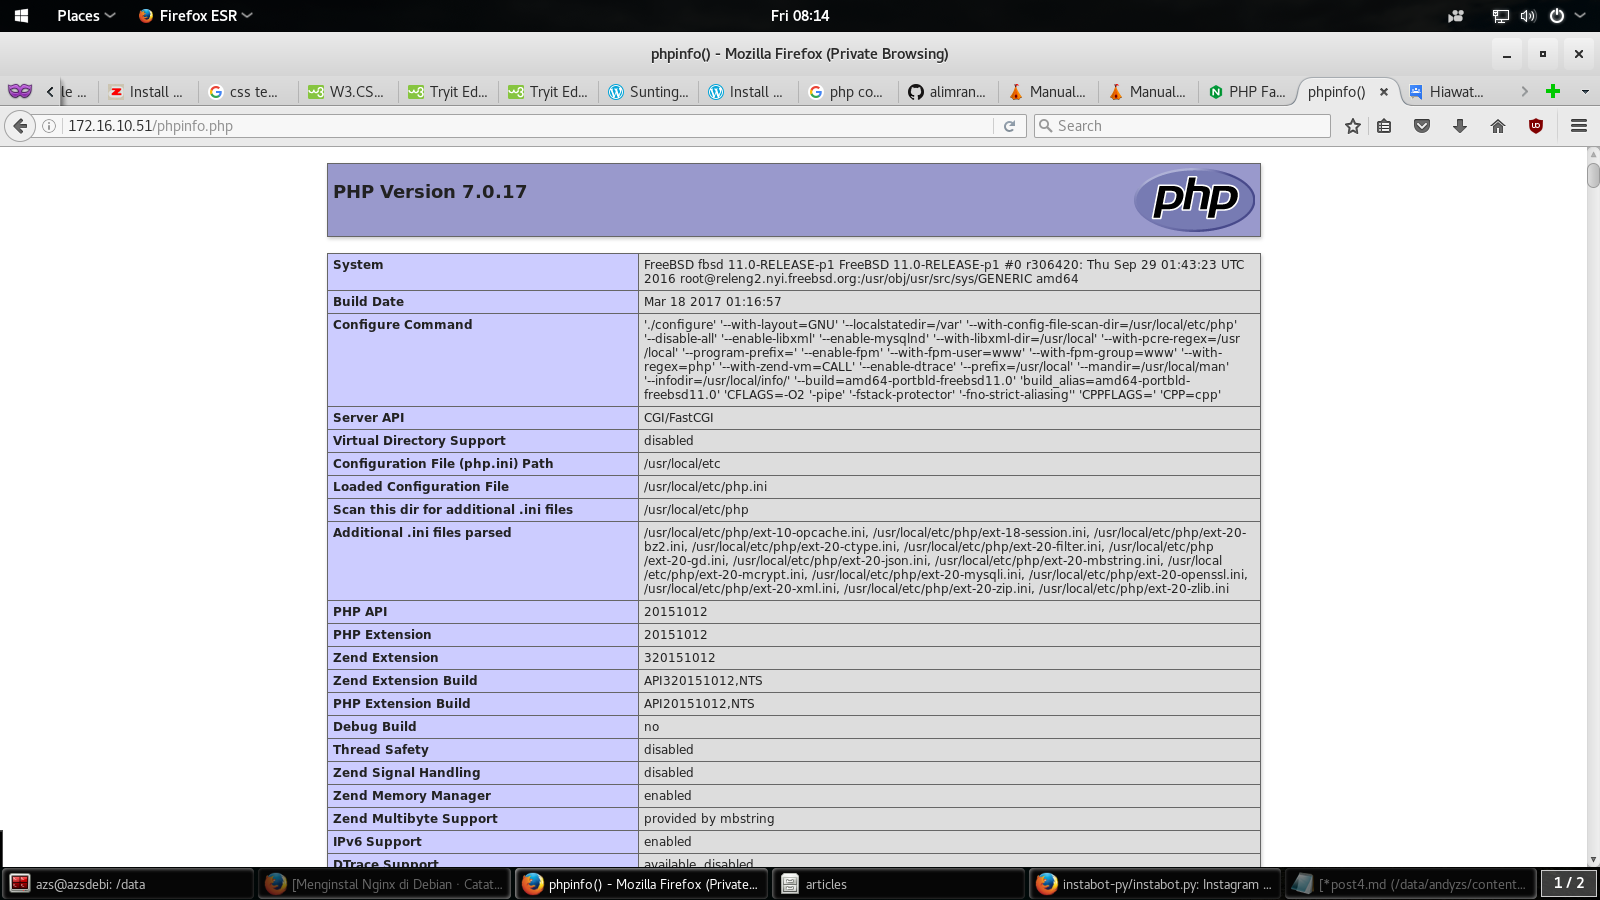 Places Firefox ESR Fri 08:14
phpinfo() - Mozilla Firefox (Private Browsing)
le ... Install ... css te... W3.CS... Tryit Ed... Tryit Ed... Sunting... Install ... php co... alimran... Manual... Manual... PHP Fa... phpinfo() Hiawat...
172.16.10.51/phpinfo.php Search
PHP Version 7.0.17 php
System FreeBSD fbsd 11.0-RELEASE-p1 FreeBSD 11.0-RELEASE-p1 #0 r306420: Thu Sep 29 01:43:23 UTC
2016 root@releng2.nyi.freebsd.org:/usr/obj/usr/src/sys/GENERIC amd64
Build Date Mar 18 2017 01:16:57
Configure Command './configure' '--with-layout=GNU' '--localstatedir=/var' '--with-config-file-scan-dir=/usr/local/etc/php'
'--disable-all' '--enable-libxml' '--enable-mysqlnd' '--with-libxml-dir=/usr/local' '--with-pcre-regex=/usr
/local' '--program-prefix=' '--enable-fpm' '--with-fpm-user=www' '--with-fpm-group=www' '--with-
regex=php' '--with-zend-vm=CALL' '--enable-dtrace' '--prefix=/usr/local' '--mandir=/usr/local/man'
'--infodir=/usr/local/info/' '--build=amd64-portbld-freebsd11.0' 'build_alias=amd64-portbld-
freebsd11.0' 'CFLAGS=-O2 '-pipe' '-fstack-protector' '-fno-strict-aliasing'' 'CPPFLAGS=' 'CPP=cpp'
Server API CGI/FastCGI
Virtual Directory Support disabled
Configuration File (php.ini) Path /usr/local/etc
Loaded Configuration File /usr/local/etc/php.ini
Scan this dir for additional .ini files /usr/local/etc/php
Additional .ini files parsed /usr/local/etc/php/ext-10-opcache.ini, /usr/local/etc/php/ext-18-session.ini, /usr/local/etc/php/ext-20-
bz2.ini, /usr/local/etc/php/ext-20-ctype.ini, /usr/local/etc/php/ext-20-filter.ini, /usr/local/etc/php
/ext-20-gd.ini, /usr/local/etc/php/ext-20-json.ini, /usr/local/etc/php/ext-20-mbstring.ini, /usr/local
/etc/php/ext-20-mcrypt.ini, /usr/local/etc/php/ext-20-mysqli.ini, /usr/local/etc/php/ext-20-openssl.ini,
/usr/local/etc/php/ext-20-xml.ini, /usr/local/etc/php/ext-20-zip.ini, /usr/local/etc/php/ext-20-zlib.ini
PHP API 20151012
PHP Extension 20151012
Zend Extension 320151012
Zend Extension Build API320151012,NTS
PHP Extension Build API20151012,NTS
Debug Build no
Thread Safety disabled
Zend Signal Handling disabled
Zend Memory Manager enabled
Zend Multibyte Support provided by mbstring
IPv6 Support enabled
DTrace Support available, disabled
azs@azsdebi: /data [Menginstal Nginx di Debian · Catat... phpinfo() - Mozilla Firefox (Private... articles instabot-py/instabot.py: Instagram ... [*post4.md (/data/andyzs/content... 1 / 2